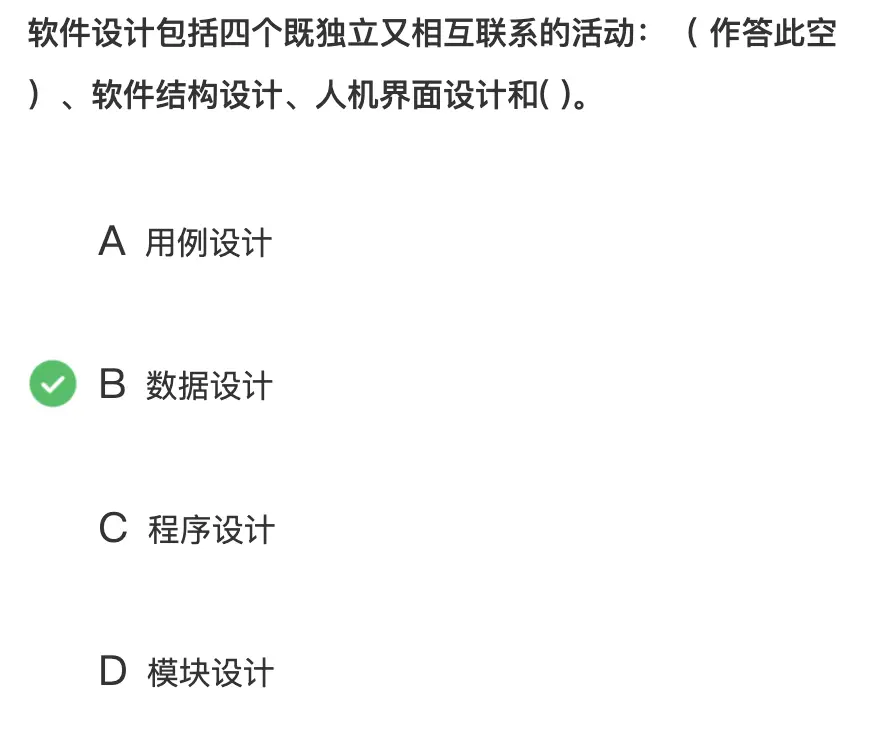 软件设计包括四个既独立又相互联系的活动：（ 作答此空
）、软件结构设计、人机界面设计和( )。
A 用例设计
B 数据设计
C 程序设计
D 模块设计